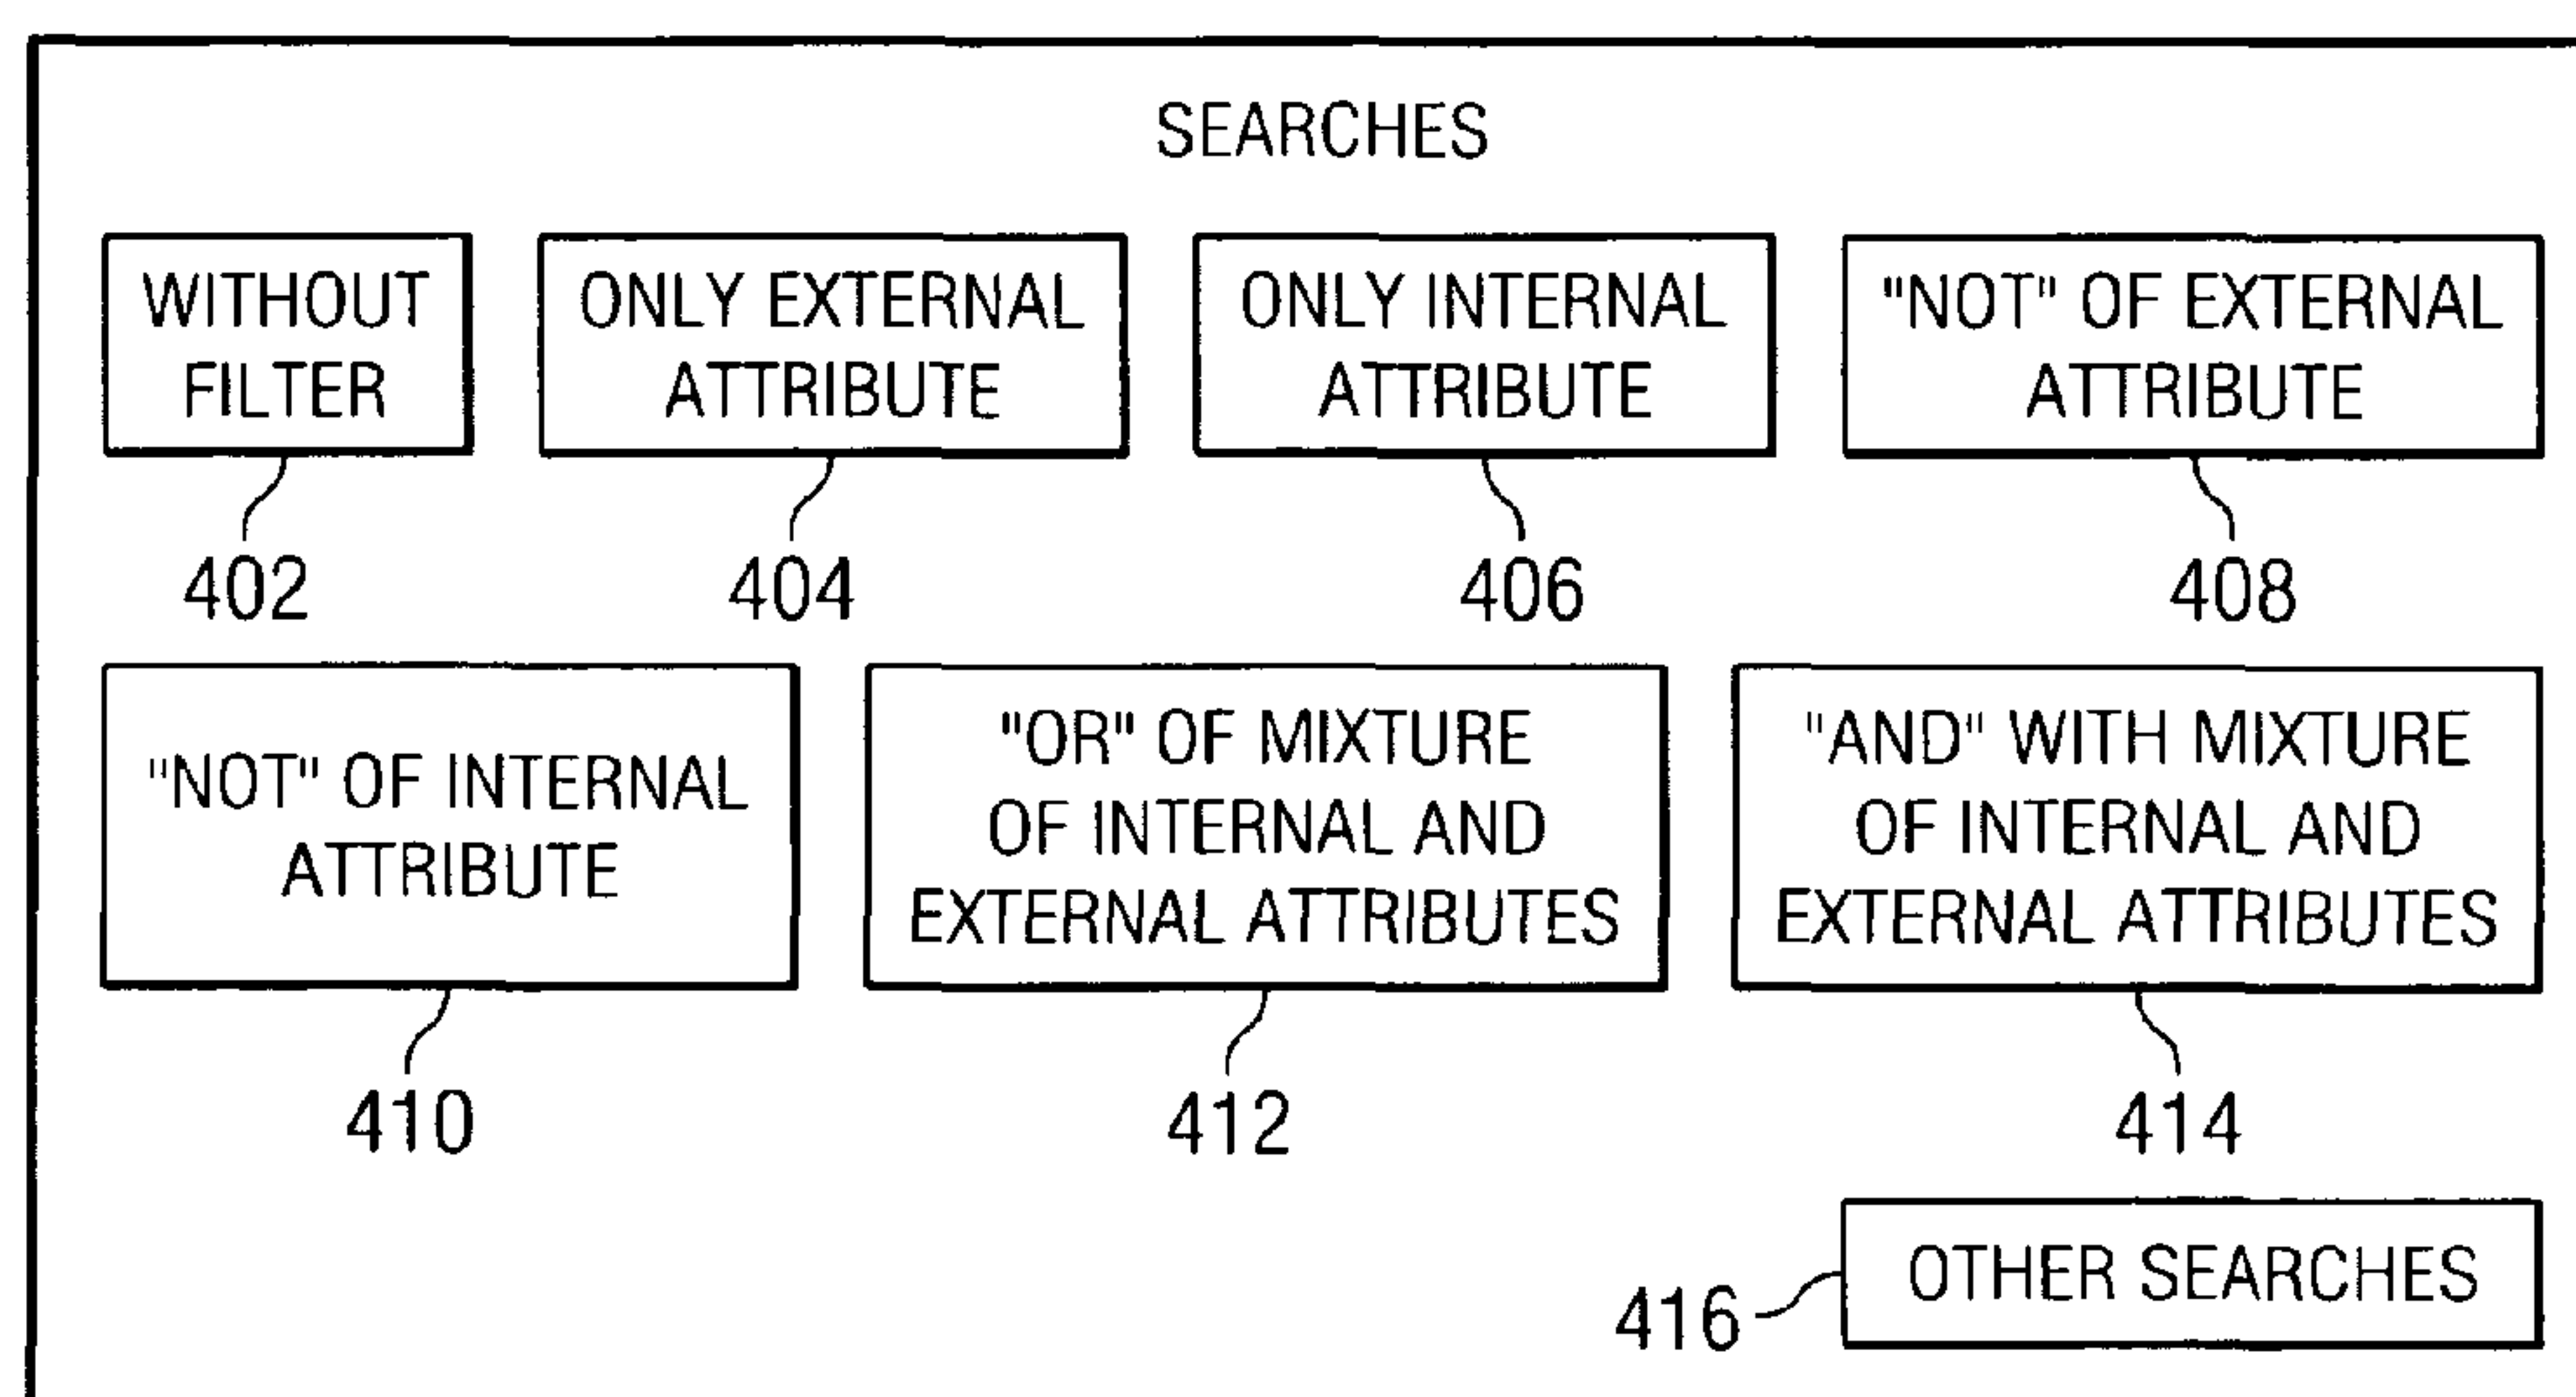 SEARCHES
WITHOUT
FILTER
ONLY EXTERNAL
ATTRIBUTE
ONLY INTERNAL
ATTRIBUTE
"NOT" OF EXTERNAL
ATTRIBUTE
402
404
406
408
"NOT" OF INTERNAL
ATTRIBUTE
"OR" OF MIXTURE
OF INTERNAL AND
EXTERNAL ATTRIBUTES
"AND" WITH MIXTURE
OF INTERNAL AND
EXTERNAL ATTRIBUTES
410
412
414
416
OTHER SEARCHES